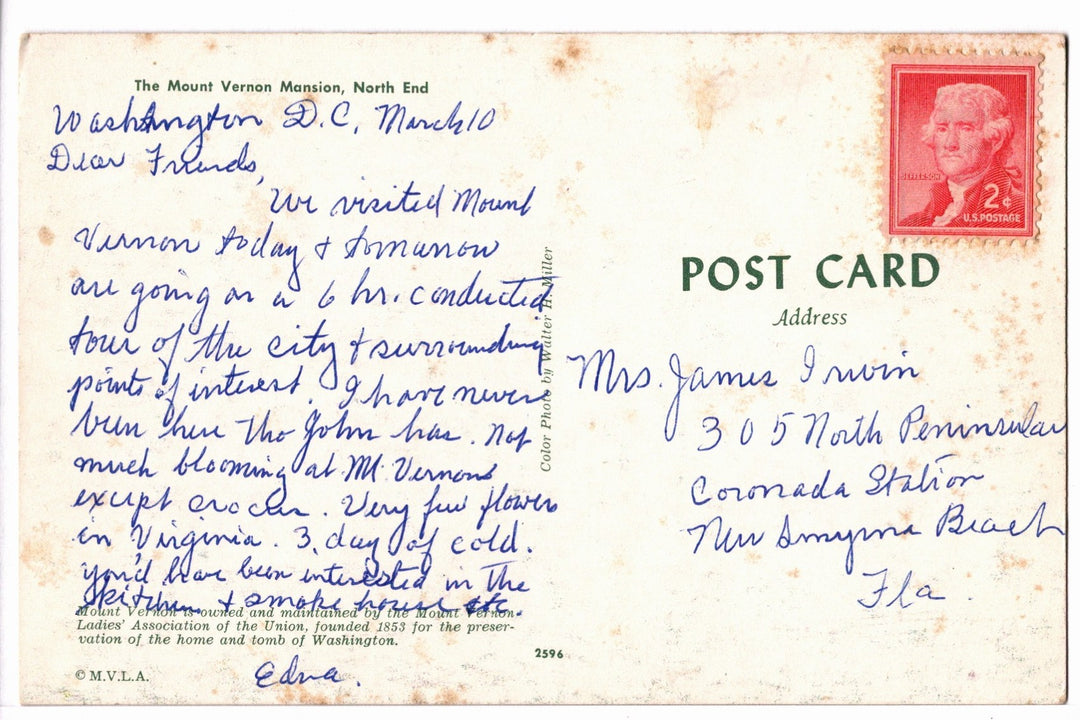 The Mount Vernon Mansion, North End
Washington D.C, March 10
Dear Friends,
We visited Mount
Vernon today & tomorrow
are going on a 6 hr. conducted
tour of the city & surrounding
points of interest. I have never
been here tho John has. Not
much blooming at Mt. Vernon
except crocus. Very few flowers
in Virginia. 3, day of cold.
you'd have been interested in the
kitchen & smoke house etc.
Mount Vernon is owned and maintained by the Mount Vernon
Ladies' Association of the Union, founded 1853 for the preser-
vation of the home and tomb of Washington.
© M.V.L.A.
Edna.
2596
Color Photo by Walter H. Miller
JEFFERSON
2¢
U.S. POSTAGE
POST CARD
Address
Mrs. James Irwin
305 North Peninsular
Coronada Station
New Smyrna Beach
Fla.